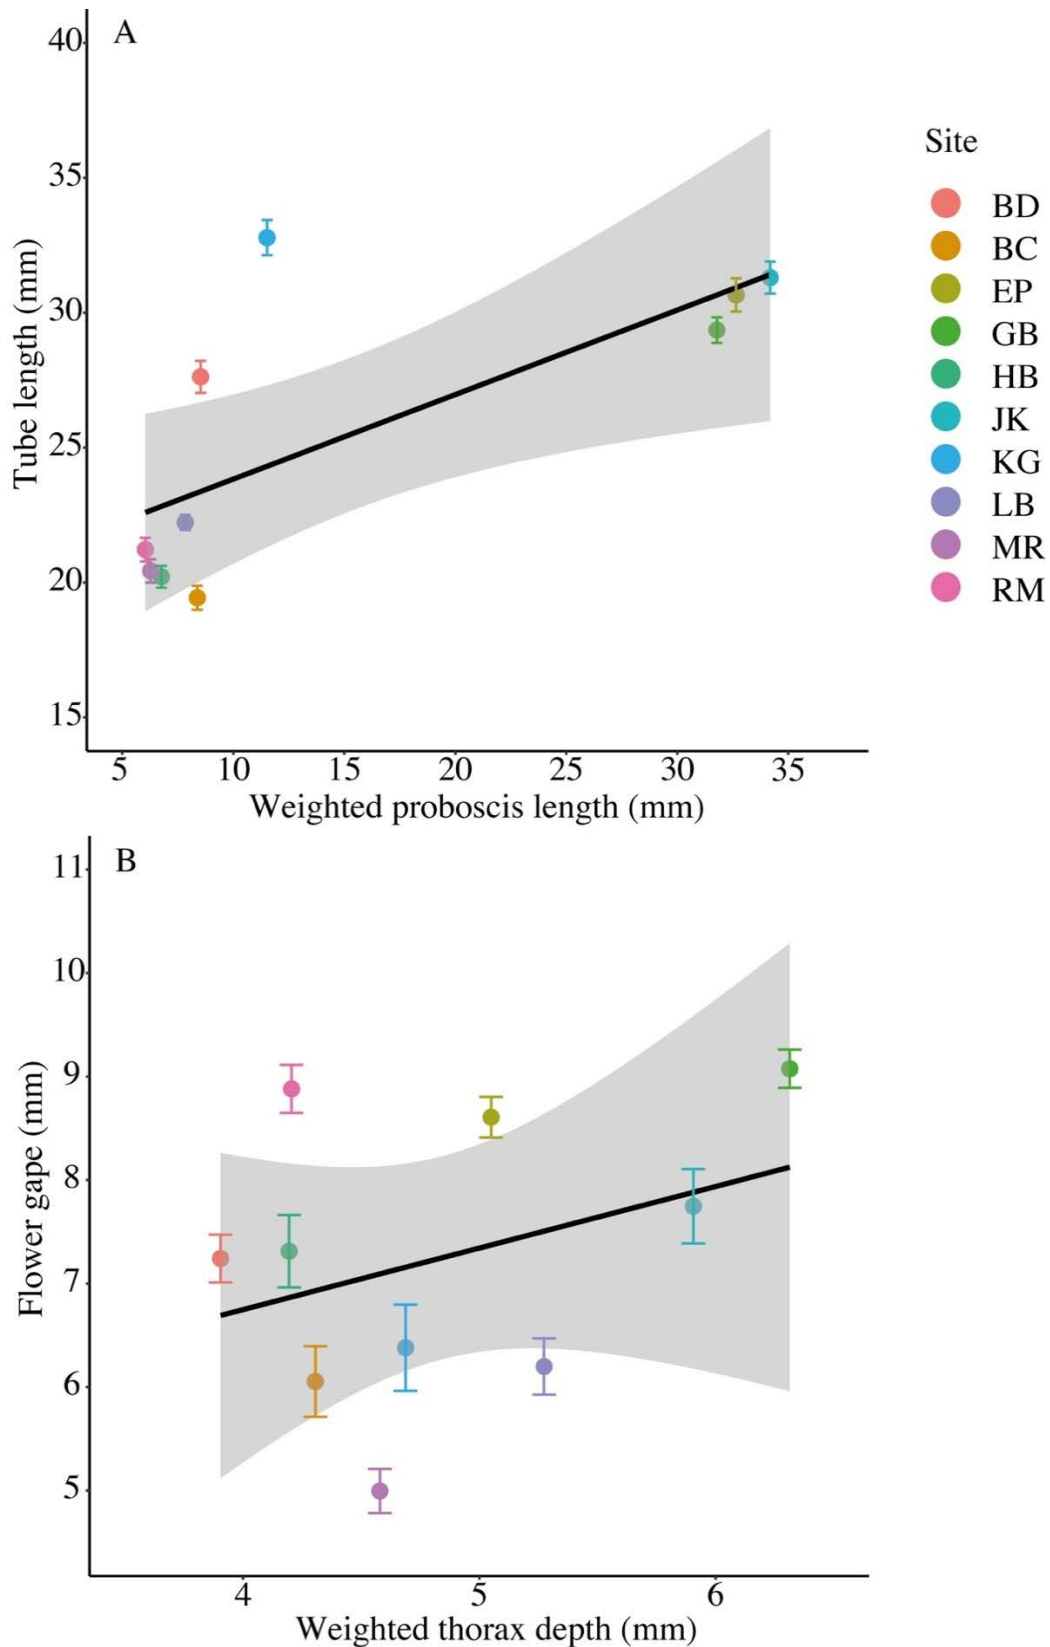 A
40
35
30
25
20
15
Tube length (mm)
5 10 15 20 25 30 35
Weighted proboscis length (mm)
Site
BD
BC
EP
GB
HB
JK
KG
LB
MR
RM
B
11
10
9
8
7
6
5
Flower gape (mm)
4 5 6
Weighted thorax depth (mm)